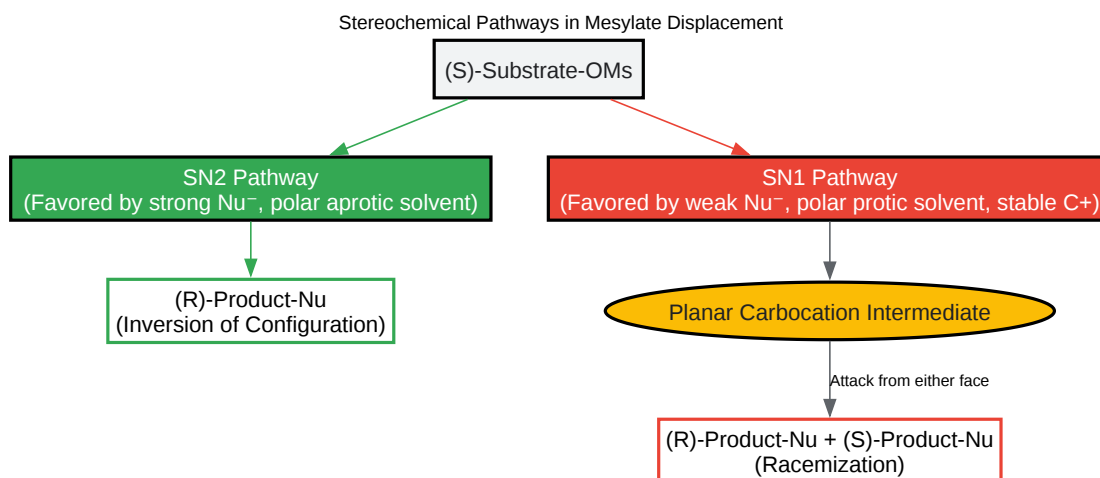 Stereochemical Pathways in Mesylate Displacement
(S)-Substrate-OMs
SN2 Pathway
(Favored by strong Nu⁻, polar aprotic solvent)
SN1 Pathway
(Favored by weak Nu⁻, polar protic solvent, stable C+)
(R)-Product-Nu
(Inversion of Configuration)
Planar Carbocation Intermediate
Attack from either face
(R)-Product-Nu + (S)-Product-Nu
(Racemization)